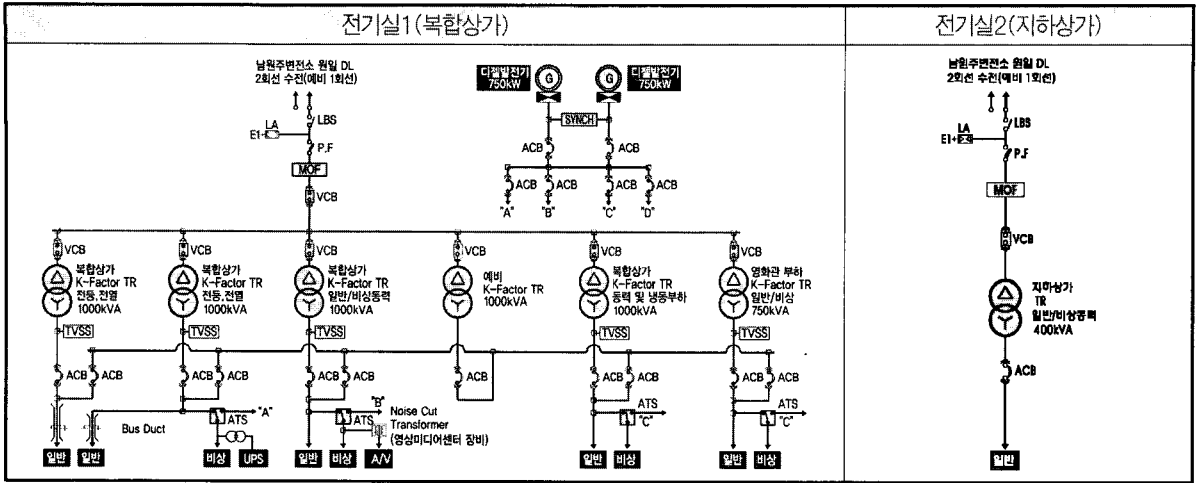 전기실1(복합상가)
전기실2(지하상가)
남원주변전소 원일 DL
2회선 수전(예비 1회선)
LBS
LA
E1
P.F
MOF
VCB
디젤발전기
750kW
G
G
디젤발전기
750kW
SYNCH
ACB
ACB
ACB
ACB
ACB
ACB
"A"
"B"
"C"
"D"
VCB
복합상가
K-Factor TR
전등,전열
1000kVA
VCB
복합상가
K-Factor TR
전등,전열
1000kVA
VCB
복합상가
K-Factor TR
일반/비상동력
1000kVA
VCB
예비
K-Factor TR
1000kVA
VCB
복합상가
K-Factor TR
동력 및 냉동부하
1000kVA
VCB
영화관 부하
K-Factor TR
일반/비상
750kVA
TVSS
TVSS
TVSS
TVSS
TVSS
ACB
ACB
ACB
ACB
ACB
ACB
ACB
ACB
ACB
ACB
ACB
Bus Duct
"A"
ATS
"B"
ATS
Noise Cut
Transformer
(영상미디어센터 장비)
ATS
"C"
ATS
"C"
일반
일반
비상
UPS
일반
비상
A/V
일반
비상
일반
비상
남원주변전소 원일 DL
2회선 수전(예비 1회선)
LBS
LA
E1
P.F
MOF
VCB
지하상가
TR
일반/비상동력
400kVA
ACB
일반